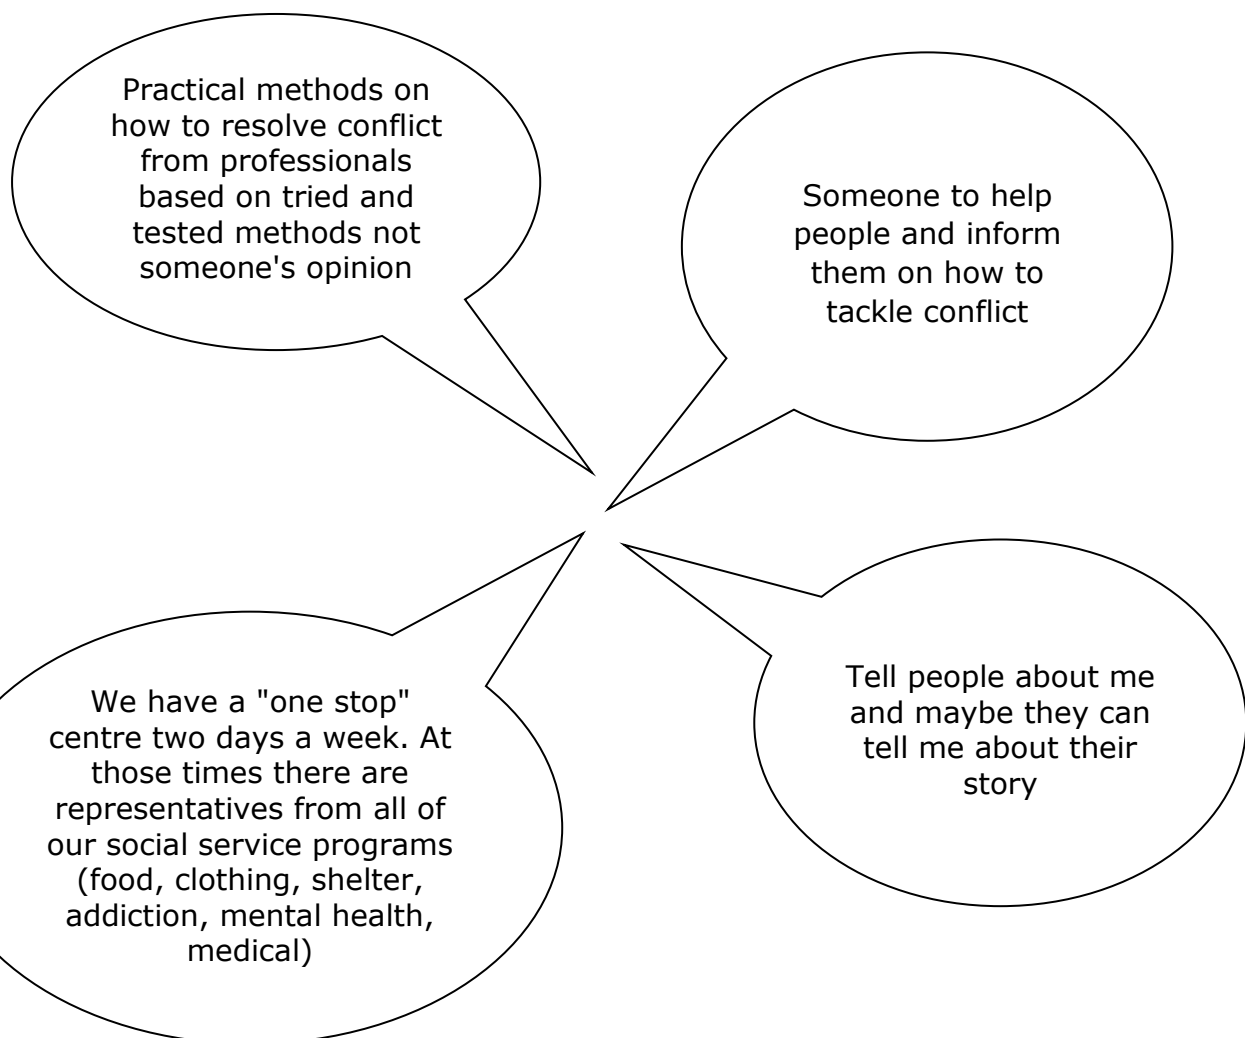 Practical methods on
how to resolve conflict
from professionals
based on tried and
tested methods not
someone's opinion
Someone to help
people and inform
them on how to
tackle conflict
We have a "one stop"
centre two days a week. At
those times there are
representatives from all of
our social service programs
(food, clothing, shelter,
addiction, mental health,
medical)
Tell people about me
and maybe they can
tell me about their
story